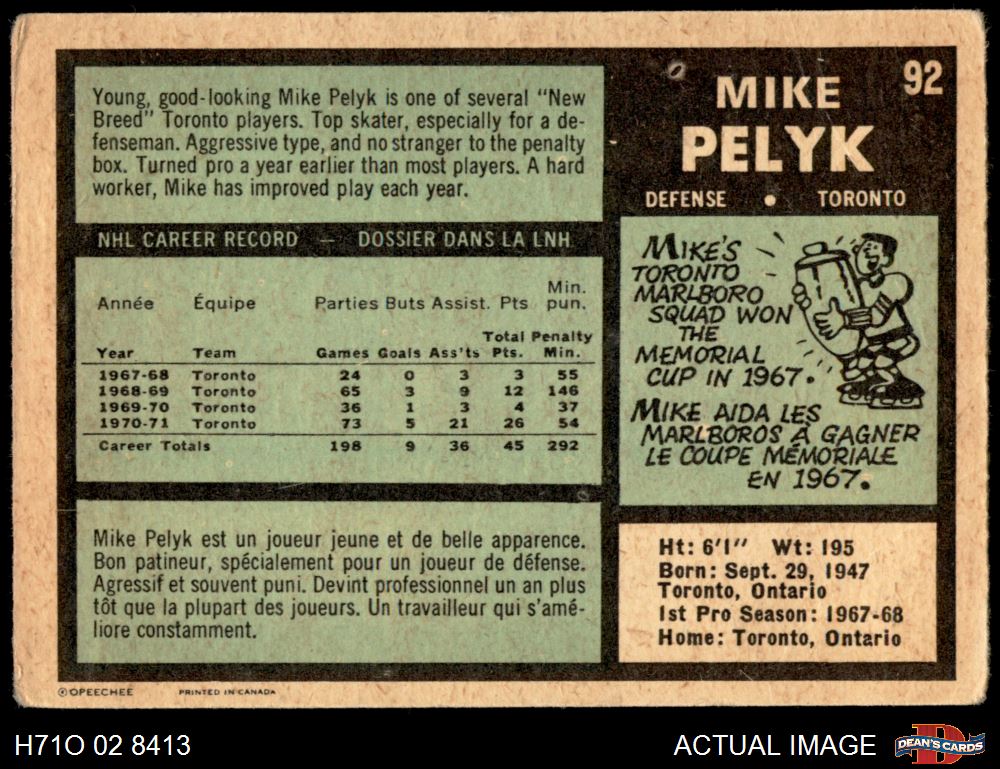 92
MIKE
PELYK
DEFENSE • TORONTO
Young, good-looking Mike Pelyk is one of several "New
Breed" Toronto players. Top skater, especially for a de-
fenseman. Aggressive type, and no stranger to the penalty
box. Turned pro a year earlier than most players. A hard
worker, Mike has improved play each year.
NHL CAREER RECORD — DOSSIER DANS LA LNH
Année Équipe Parties Buts Assist. Pts Min. pun.
Year Team Games Goals Ass'ts Total Pts. Penalty Min.
1967-68 Toronto 24 0 3 3 55
1968-69 Toronto 65 3 9 12 146
1969-70 Toronto 36 1 3 4 37
1970-71 Toronto 73 5 21 26 54
Career Totals 198 9 36 45 292
Mike Pelyk est un joueur jeune et de belle apparence.
Bon patineur, spécialement pour un joueur de défense.
Agressif et souvent puni. Devint professionnel un an plus
tôt que la plupart des joueurs. Un travailleur qui s'amé-
liore constamment.
MIKE'S
TORONTO
MARLBORO
SQUAD WON
THE
MEMORIAL
CUP IN 1967.
MIKE AIDA LES
MARLBOROS À GAGNER
LE COUPE MÉMORIALE
EN 1967.
Ht: 6'1" Wt: 195
Born: Sept. 29, 1947
Toronto, Ontario
1st Pro Season: 1967-68
Home: Toronto, Ontario
© OPEECHEE PRINTED IN CANADA
H71O 02 8413
ACTUAL IMAGE
D
DEAN'S CARDS